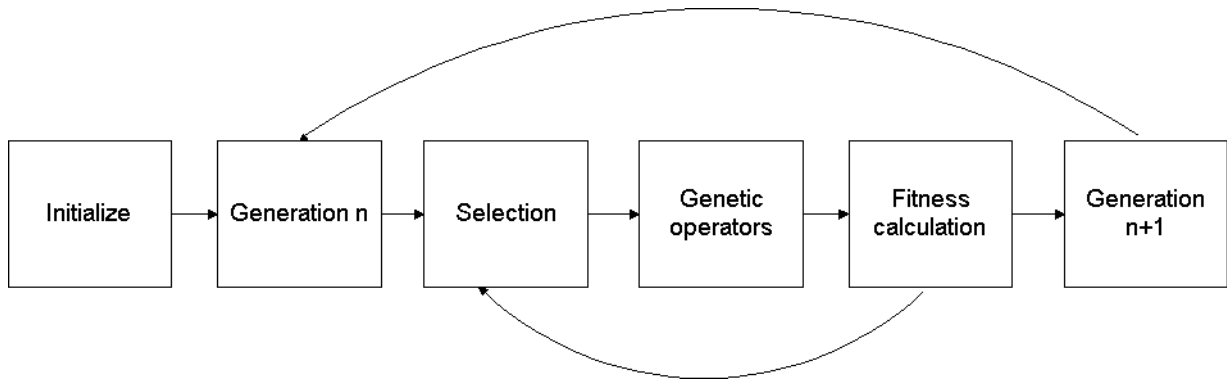 Initialize
Generation n
Selection
Genetic
operators
Fitness
calculation
Generation
n+1